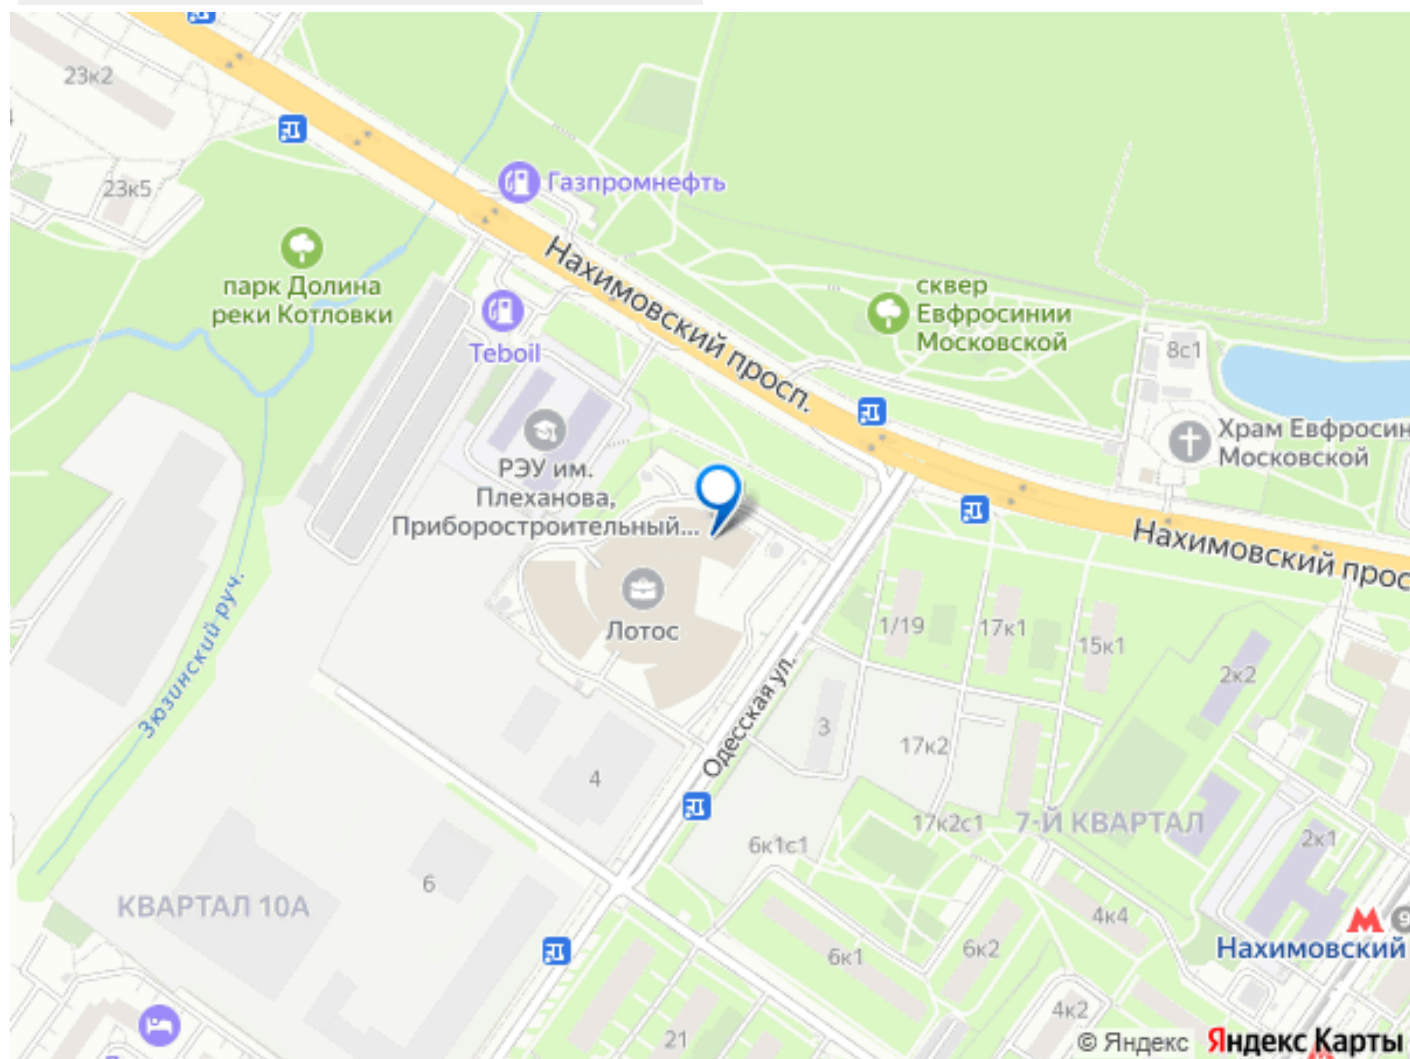 23к2
23к5
Газпромнефть
парк Долина
реки Котловки
Teboil
Нахимовский просп.
сквер
Евфросинии
Московской
8с1
Храм Евфросин
Московской
РЭУ им.
Плеханова,
Приборостроительный...
Нахимовский прос
Лотос
Зюзинский руч.
Одесская ул.
1/19
17к1
15к1
2к2
3
17к2
4
17к2с1
7-Й КВАРТАЛ
6к1с1
2к1
6
КВАРТАЛ 10А
4к4
9
Нахимовский
6к1
6к2
4к2
21
© Яндекс Яндекс Карты